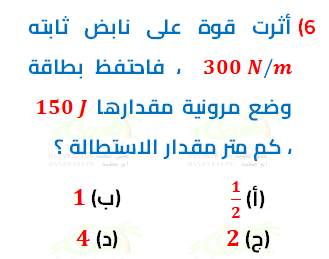 6) أثرت قوة على نابض ثابته
300 N/m ، فاحتفظ بطاقة
وضع مرونية مقدارها 150 J
، كم متر مقدار الاستطالة ؟
(أ) 1/2 (ب) 1
(ج) 2 (د) 4